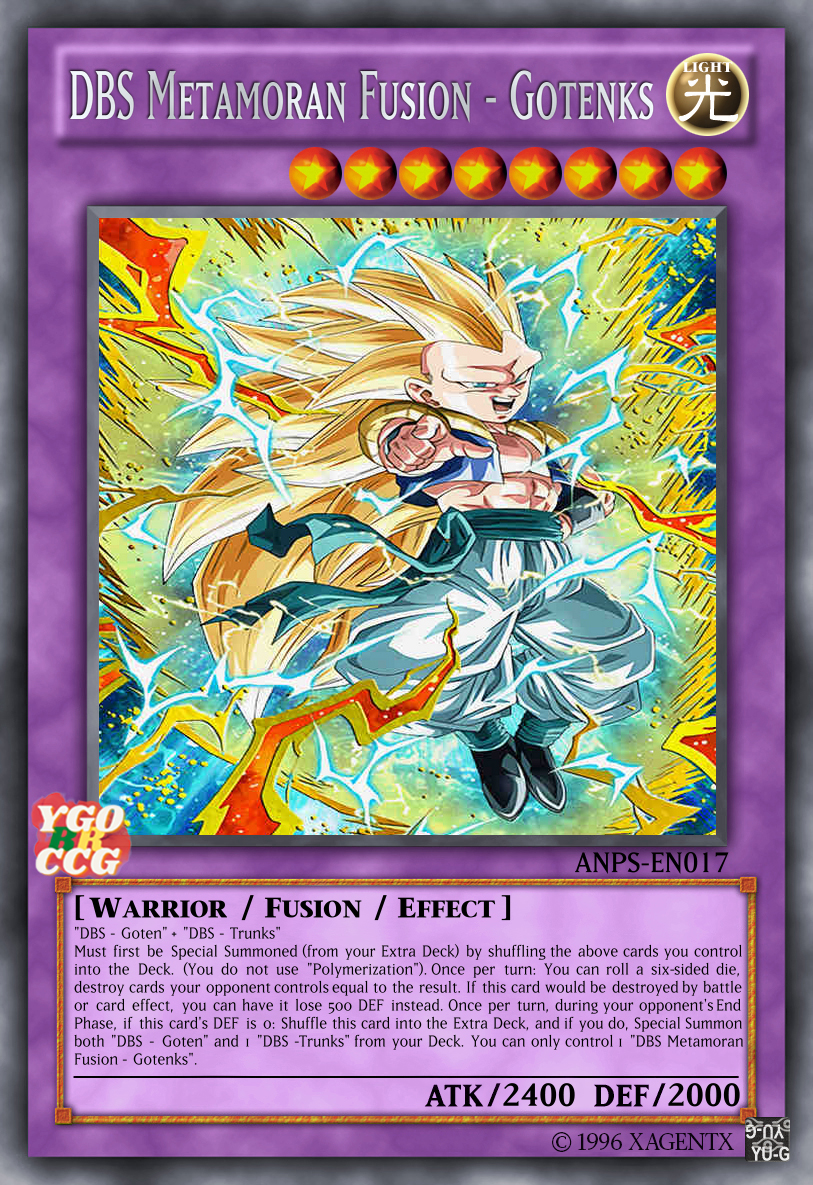 DBS Metamoran Fusion - Gotenks
LIGHT
光
YGO
RR
CCG
ANPS-EN017
[ Warrior / Fusion / Effect ]
"DBS - Goten" + "DBS - Trunks"
Must first be Special Summoned (from your Extra Deck) by shuffling the above cards you control
into the Deck. (You do not use "Polymerization"). Once per turn: You can roll a six-sided die,
destroy cards your opponent controls equal to the result. If this card would be destroyed by battle
or card effect, you can have it lose 500 DEF instead. Once per turn, during your opponent's End
Phase, if this card's DEF is 0: Shuffle this card into the Extra Deck, and if you do, Special Summon
both "DBS - Goten" and 1 "DBS -Trunks" from your Deck. You can only control 1 "DBS Metamoran
Fusion - Gotenks".
ATK/2400 DEF/2000
© 1996 XAGENTX
YU-G
YU-G